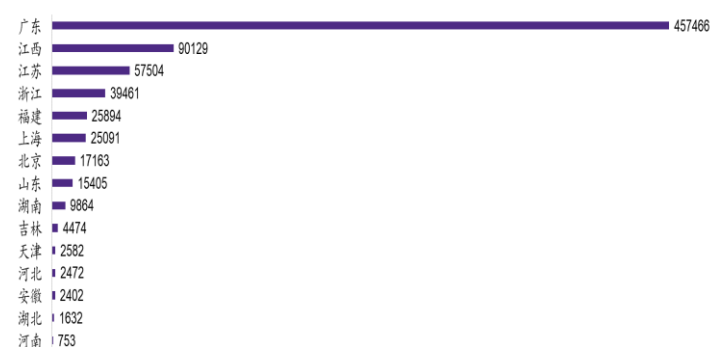 广东 457466
江西 90129
江苏 57504
浙江 39461
福建 25894
上海 25091
北京 17163
山东 15405
湖南 9864
吉林 4474
天津 2582
河北 2472
安徽 2402
湖北 1632
河南 753